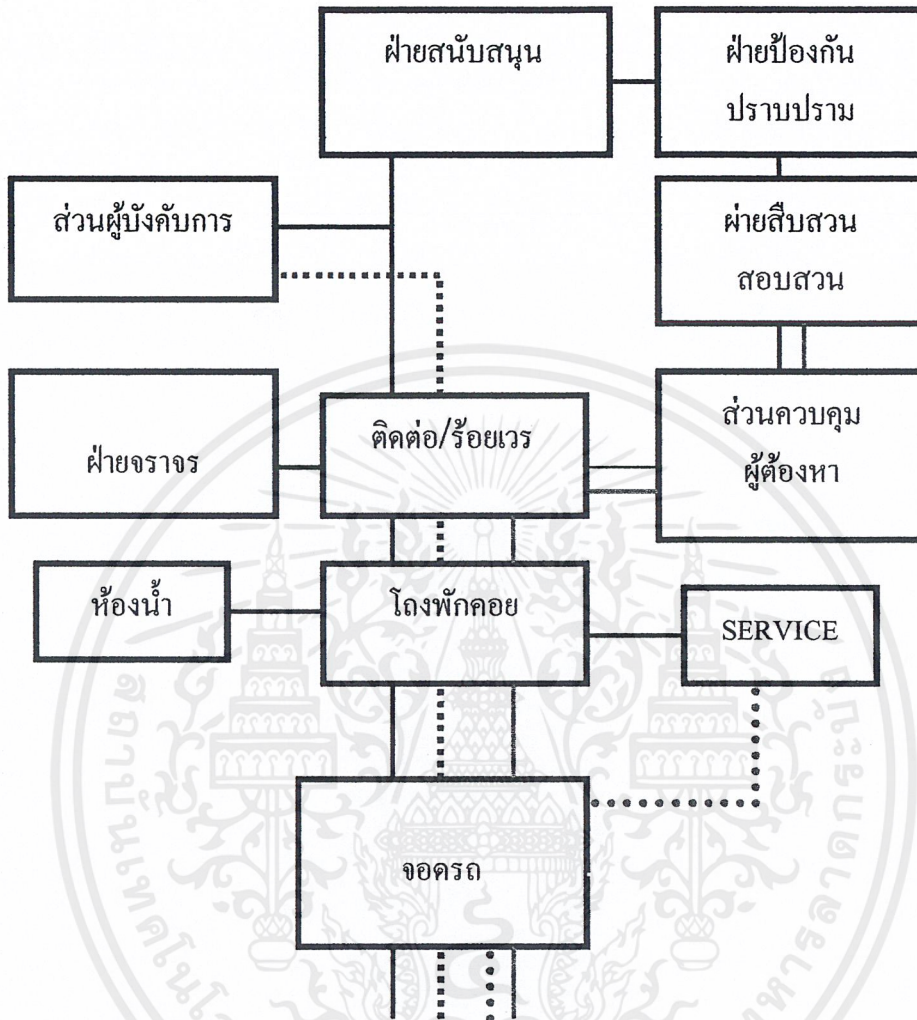 ฝ่ายสนับสนุน
ฝ่ายป้องกัน
ปราบปราม
ส่วนผู้บังคับการ
ผ่ายสืบสวน
สอบสวน
ฝ่ายจราจร
ติดต่อ/ร้อยเวร
ส่วนควบคุม
ผู้ต้องหา
ห้องน้ำ
โถงพักคอย
SERVICE
จอดรถ